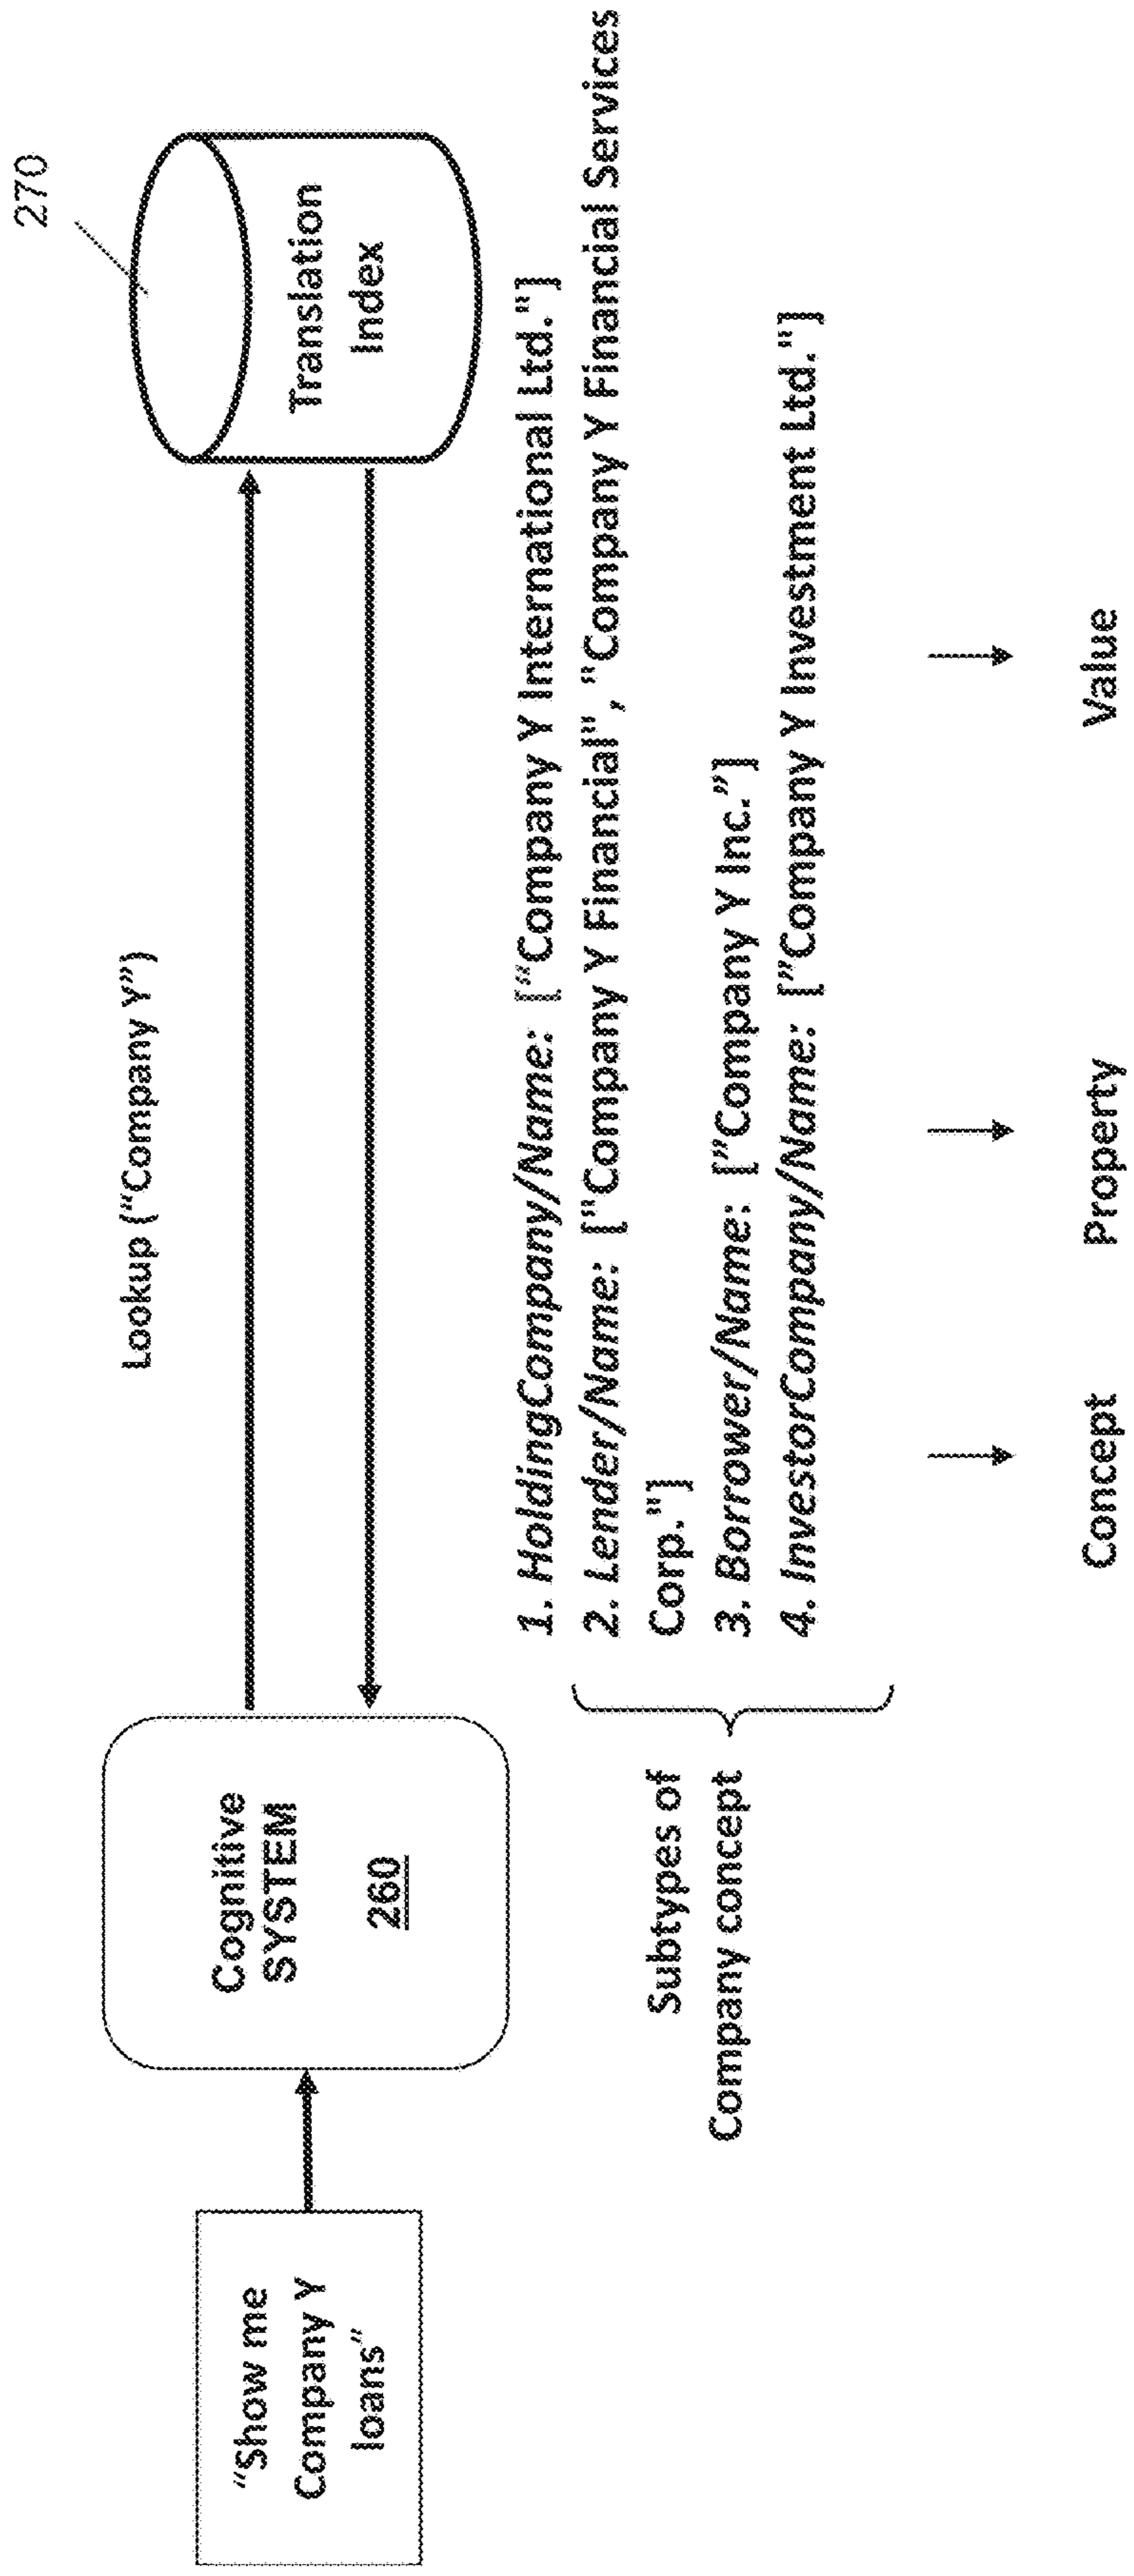 270
Lookup (“Company Y”)
“Show me
Company Y
loans”
Cognitive
SYSTEM
260
Translation
Index
1. HoldingCompany/Name: [“Company Y International Ltd."]
2. Lender/Name: ["Company Y Financial", "Company Y Financial Services
Corp."]
3. Borrower/Name: [”Company Y Inc.”]
4. InvestorCompany/Name: [”Company Y Investment Ltd."]
Subtypes of
Company concept
Concept
Property
Value